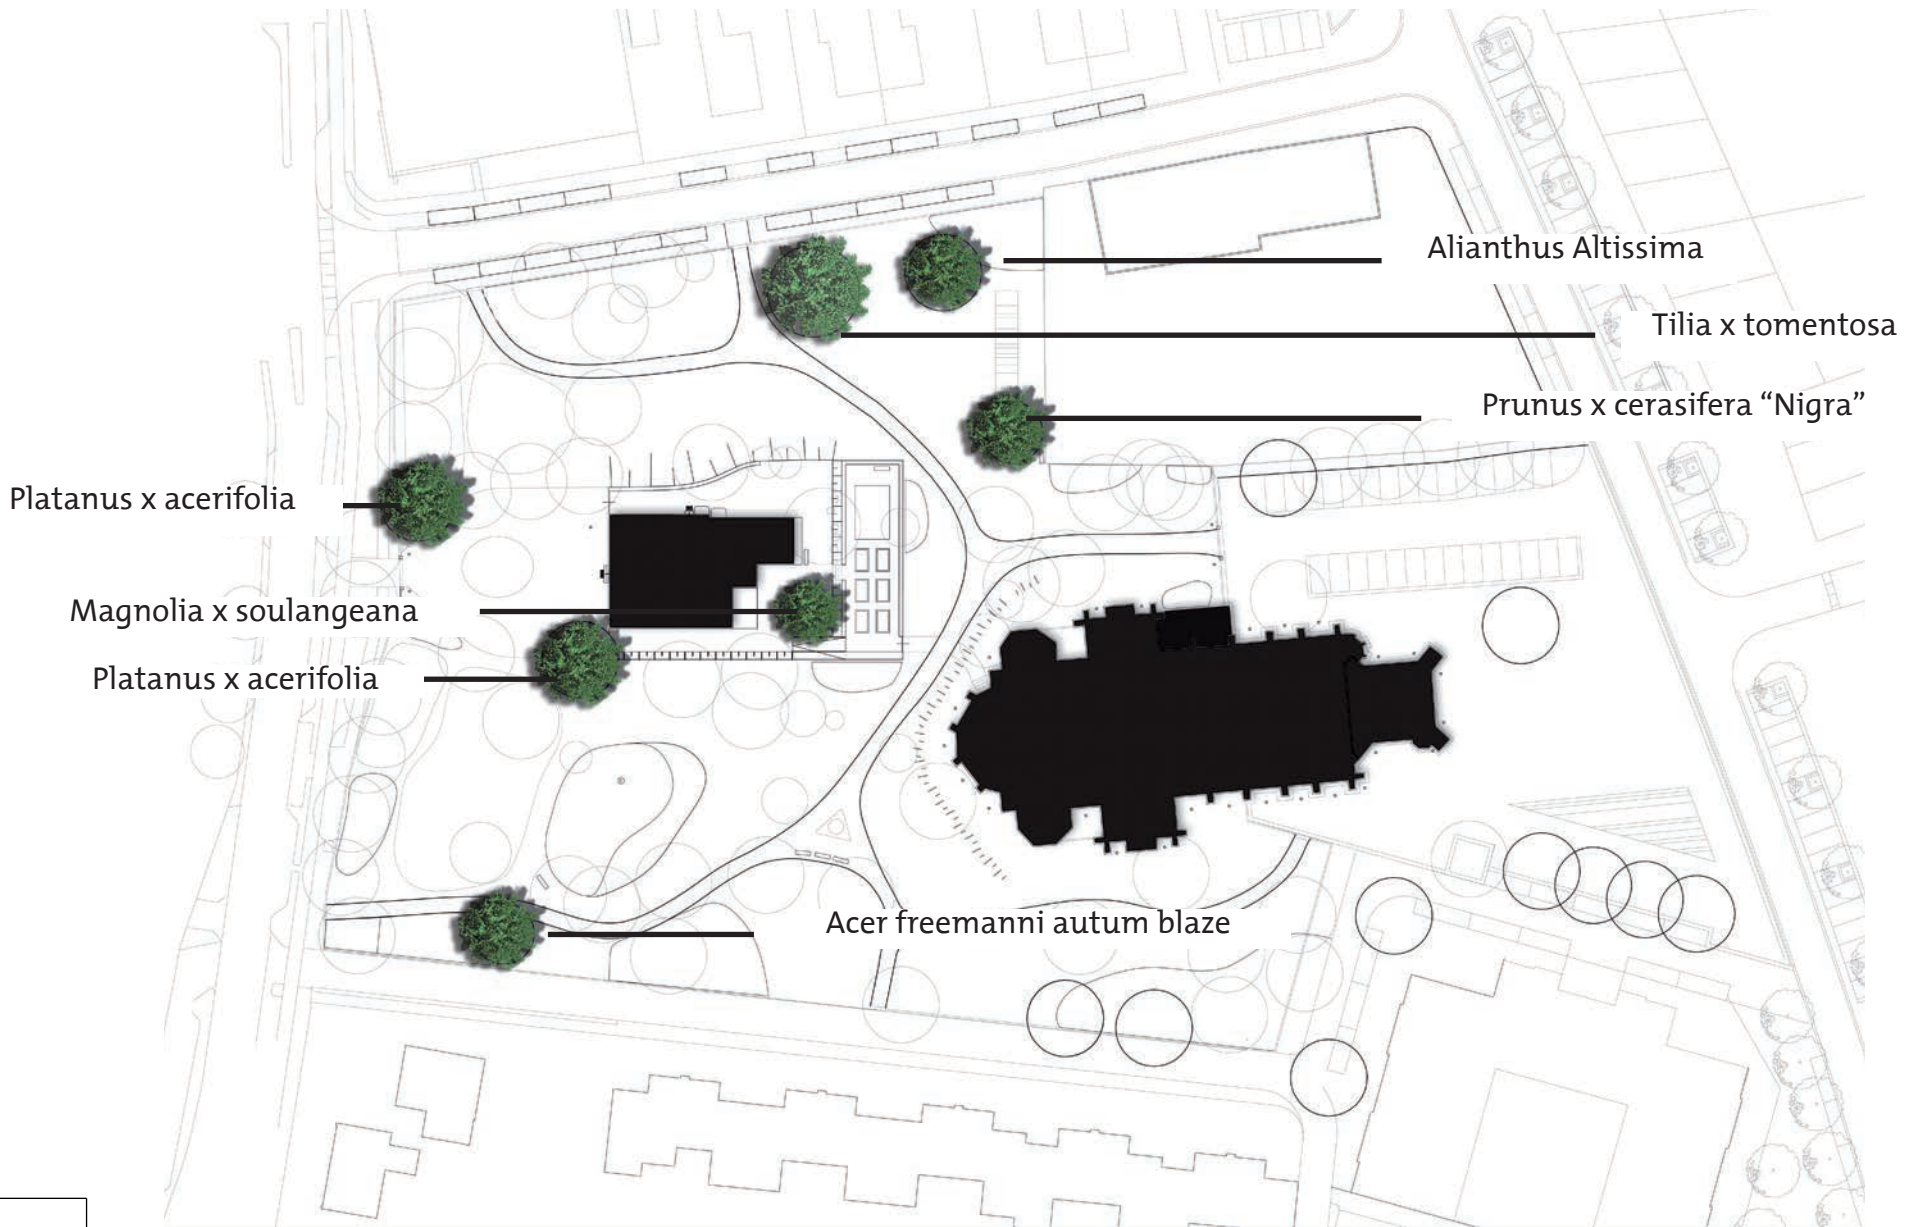 Alianthus Altissima
Tilia x tomentosa
Prunus x cerasifera “Nigra”
Platanus x acerifolia
Magnolia x soulangeana
Platanus x acerifolia
Acer freemanni autum blaze